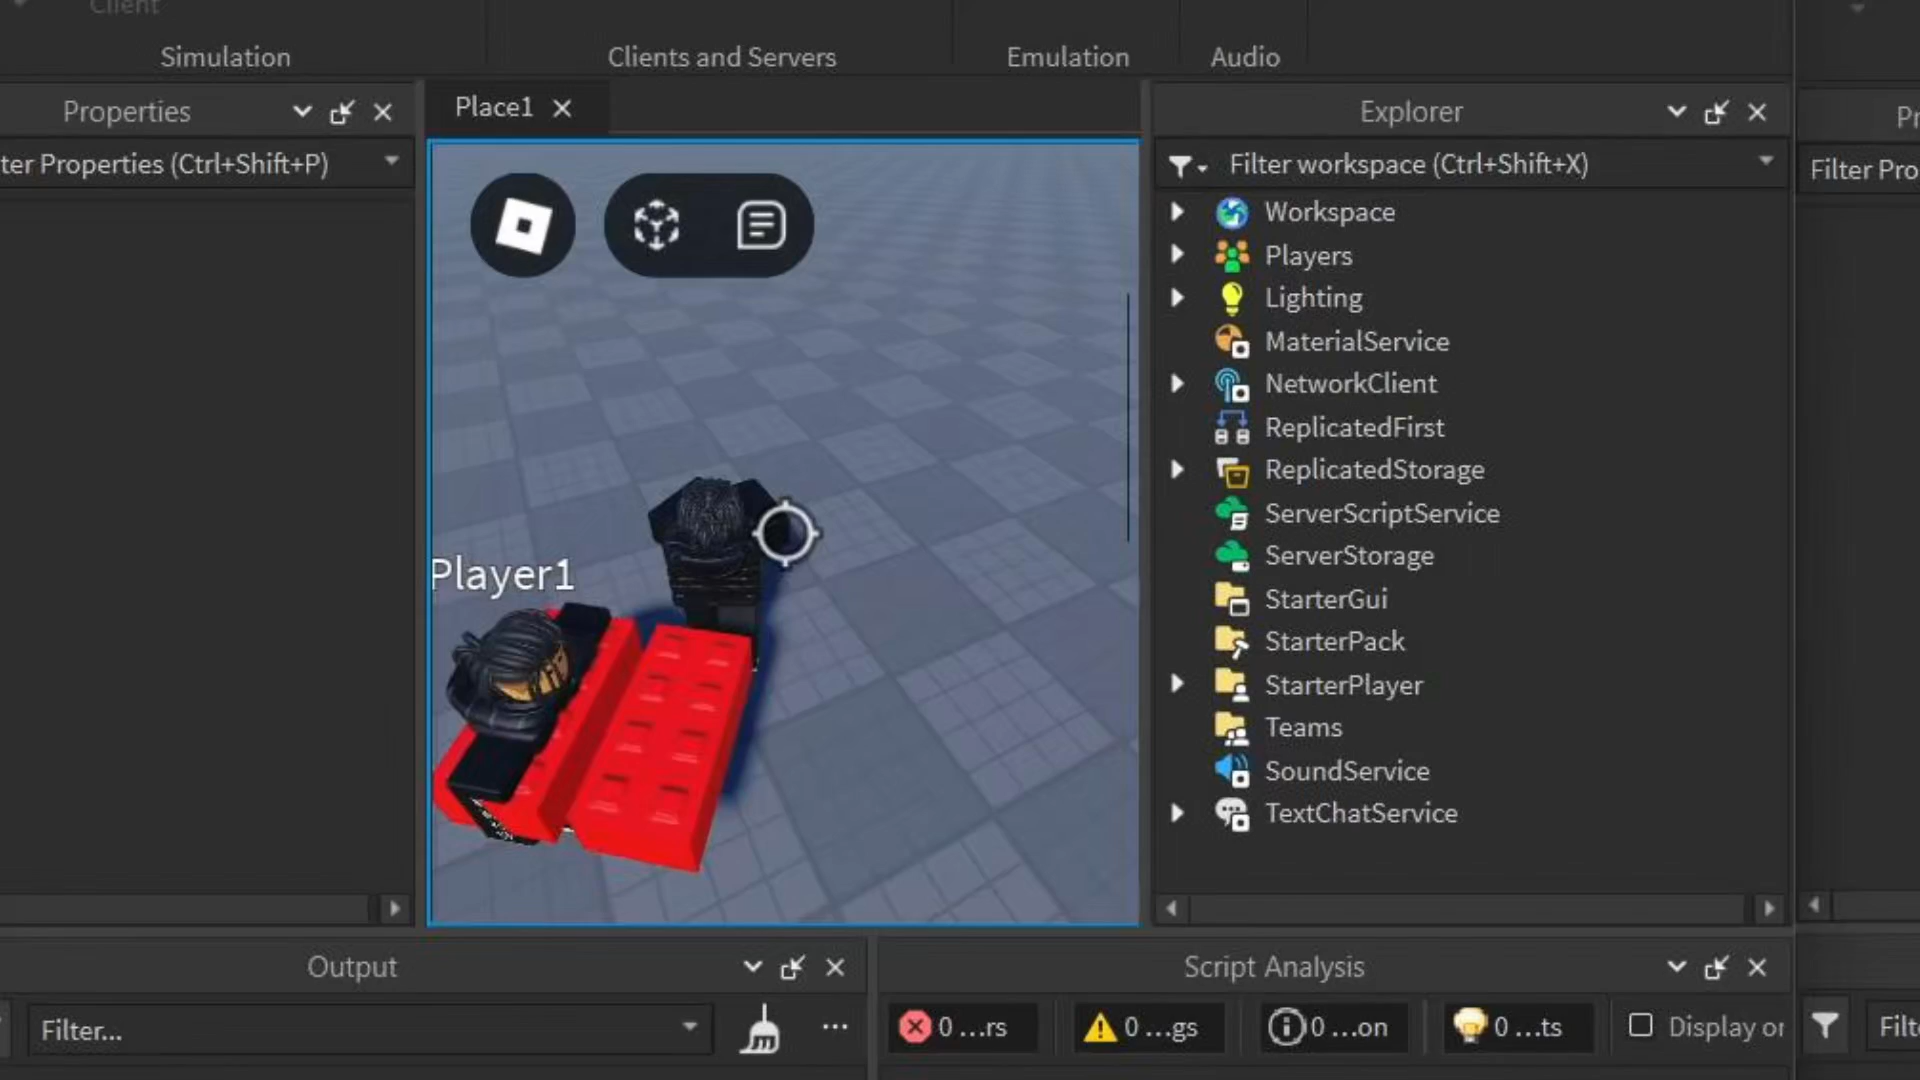 Client
Simulation
Clients and Servers
Emulation
Audio
Properties
ter Properties (Ctrl+Shift+P)
Place1
Player1
Explorer
Filter workspace (Ctrl+Shift+X)
Workspace
Players
Lighting
MaterialService
NetworkClient
ReplicatedFirst
ReplicatedStorage
ServerScriptService
ServerStorage
StarterGui
StarterPack
StarterPlayer
Teams
SoundService
TextChatService
Pr
Filter Pro
Output
Filter...
Script Analysis
0 ...rs
0 ...gs
0 ...on
0 ...ts
Display or
Filt